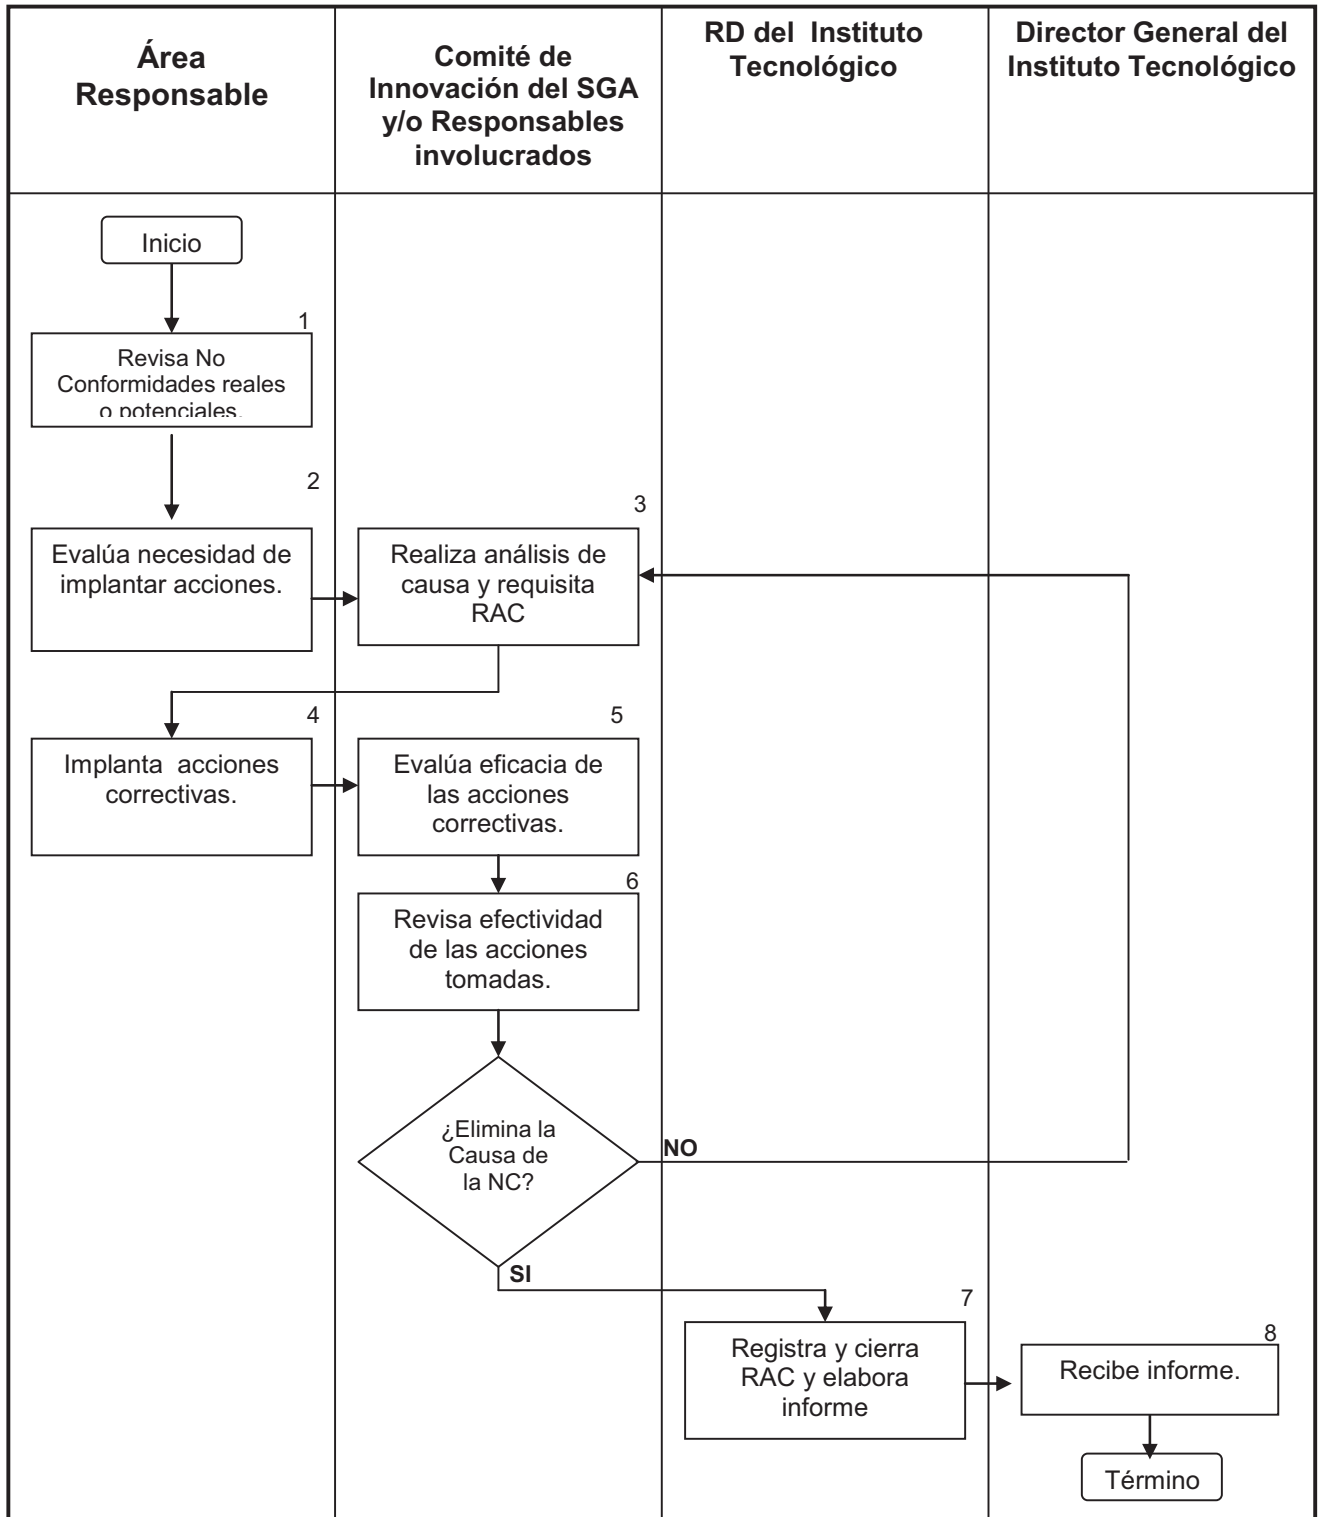 Área
Responsable
Comité de
Innovación del SGA
y/o Responsables
involucrados
RD del Instituto
Tecnológico
Director General del
Instituto Tecnológico
Inicio
1
Revisa No
Conformidades reales
o potenciales.
2
Evalúa necesidad de
implantar acciones.
3
Realiza análisis de
causa y requisita
RAC
4
Implanta acciones
correctivas.
5
Evalúa eficacia de
las acciones
correctivas.
6
Revisa efectividad
de las acciones
tomadas.
¿Elimina la
Causa de
la NC?
NO
SI
7
Registra y cierra
RAC y elabora
informe
8
Recibe informe.
Término